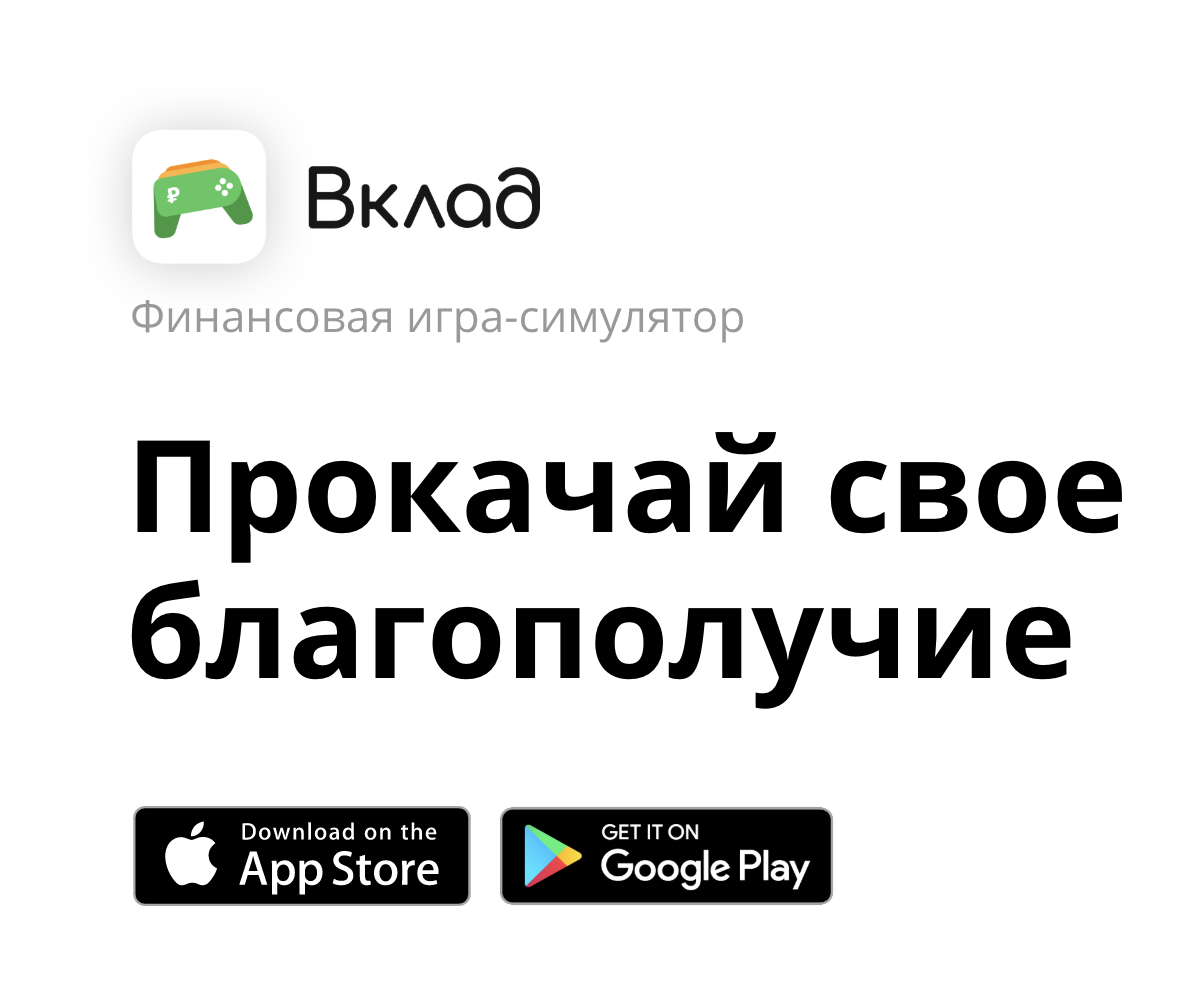 Вклад
Финансовая игра-симулятор
Прокачай свое
благополучие
Download on the
App Store
GET IT ON
Google Play